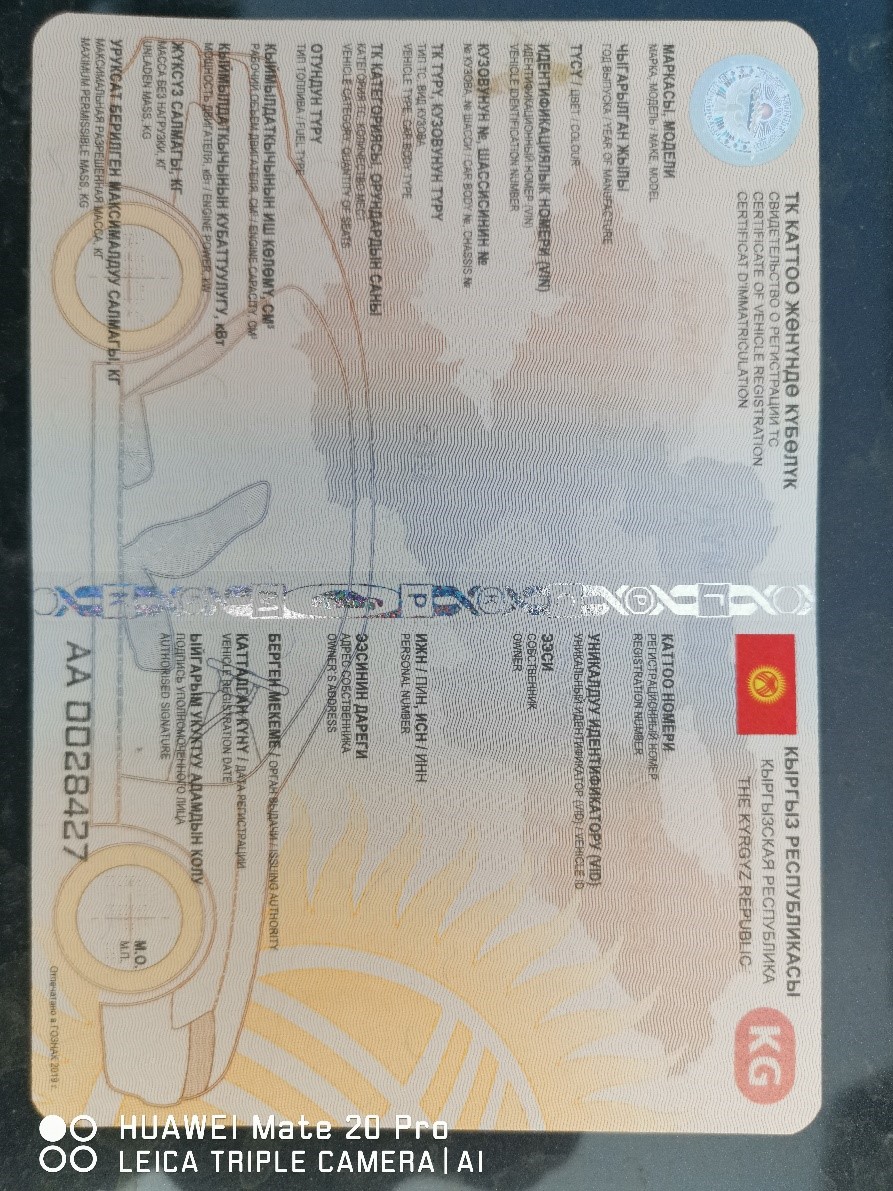 ТК КАТТОО ЖӨНҮНДӨ КҮБӨЛҮК
СВИДЕТЕЛЬСТВО О РЕГИСТРАЦИИ ТС
CERTIFICATE OF VEHICLE REGISTRATION
CERTIFICAT D'IMMATRICULATION
МАРКАСЫ, МОДЕЛИ
МАРКА, МОДЕЛЬ / MAKE, MODEL
ЧЫГАРЫЛГАН ЖЫЛЫ
ГОД ВЫПУСКА / YEAR OF MANUFACTURE
ТҮСҮ / ЦВЕТ / COLOUR
ИДЕНТИФИКАЦИЯЛЫК НОМЕРИ (VIN)
ИДЕНТИФИКАЦИОННЫЙ НОМЕР (VIN)
VEHICLE IDENTIFICATION NUMBER
КУЗОВУНУН №, ШАССИСИНИН №
№ КУЗОВА, № ШАССИ / CAR BODY №, CHASSIS №
ТК ТҮРҮ, КУЗОВУНУН ТҮРҮ
ТИП ТС, ВИД КУЗОВА
VEHICLE TYPE, CAR BODY TYPE
ТК КАТЕГОРИЯСЫ, ОРУНДАРДЫН САНЫ
КАТЕГОРИЯ ТС, КОЛИЧЕСТВО МЕСТ
VEHICLE CATEGORY, QUANTITY OF SEATS
ОТУНДУН ТҮРҮ
ТИП ТОПЛИВА / FUEL TYPE
КЫЙМЫЛДАТКЫЧЫНЫН ИШ КӨЛӨМҮ, СМ³
РАБОЧИЙ ОБЪЕМ ДВИГАТЕЛЯ, СМ³ / ENGINE CAPACITY, CM³
КЫЙМЫЛДАТКЫЧЫНЫН КУБАТТУУЛУГУ, кВт
МОЩНОСТЬ ДВИГАТЕЛЯ, кВт / ENGINE POWER, kW
ЖҮКСҮЗ САЛМАГЫ, КГ
МАССА БЕЗ НАГРУЗКИ, КГ
UNLADEN MASS, KG
УРУКСАТ БЕРИЛГЕН МАКСИМАЛДУУ САЛМАГЫ, КГ
МАКСИМАЛЬНАЯ РАЗРЕШЕННАЯ МАССА, КГ
MAXIMUM PERMISSIBLE MASS, KG
КЫРГЫЗ РЕСПУБЛИКАСЫ
КЫРГЫЗСКАЯ РЕСПУБЛИКА
THE KYRGYZ REPUBLIC
KG
КАТТОО НОМЕРИ
РЕГИСТРАЦИОННЫЙ НОМЕР
REGISTRATION NUMBER
УНИКАЛДУУ ИДЕНТИФИКАТОРУ (VID)
УНИКАЛЬНЫЙ ИДЕНТИФИКАТОР (VID) / VEHICLE ID
ЭЭСИ
СОБСТВЕННИК
OWNER
ИЖН / ПИН, ИСН / ИНН
PERSONAL NUMBER
ЭЭСИНИН ДАРЕГИ
АДРЕС СОБСТВЕННИКА
OWNER'S ADDRESS
БЕРГЕН МЕКЕМЕ / ОРГАН ВЫДАЧИ / ISSUING AUTHORITY
КАТТАЛГАН КҮНҮ / ДАТА РЕГИСТРАЦИИ
VEHICLE REGISTRATION DATE
ЫЙГАРЫМ УКУКТУУ АДАМДЫН КОЛУ
ПОДПИСЬ УПОЛНОМОЧЕННОГО ЛИЦА
AUTHORISED SIGNATURE
М.О.
М.П.
AA 0028427
Отпечатано в ГОЗНАК 2019 г.
HUAWEI Mate 20 Pro
LEICA TRIPLE CAMERA | AI